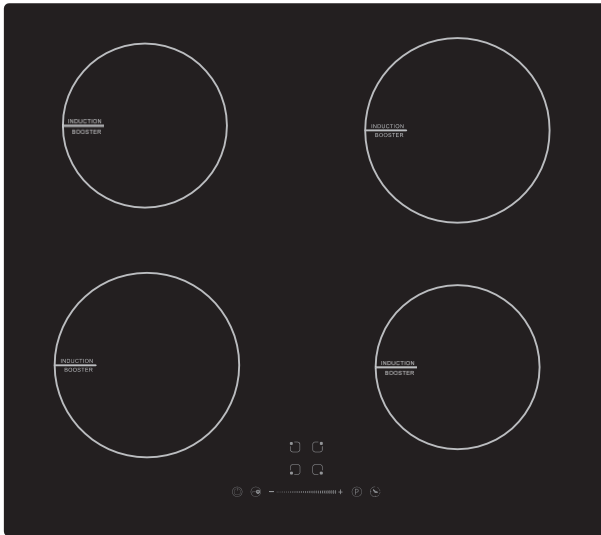 INDUCTION
BOOSTER
INDUCTION
BOOSTER
INDUCTION
BOOSTER
INDUCTION
BOOSTER
− + P